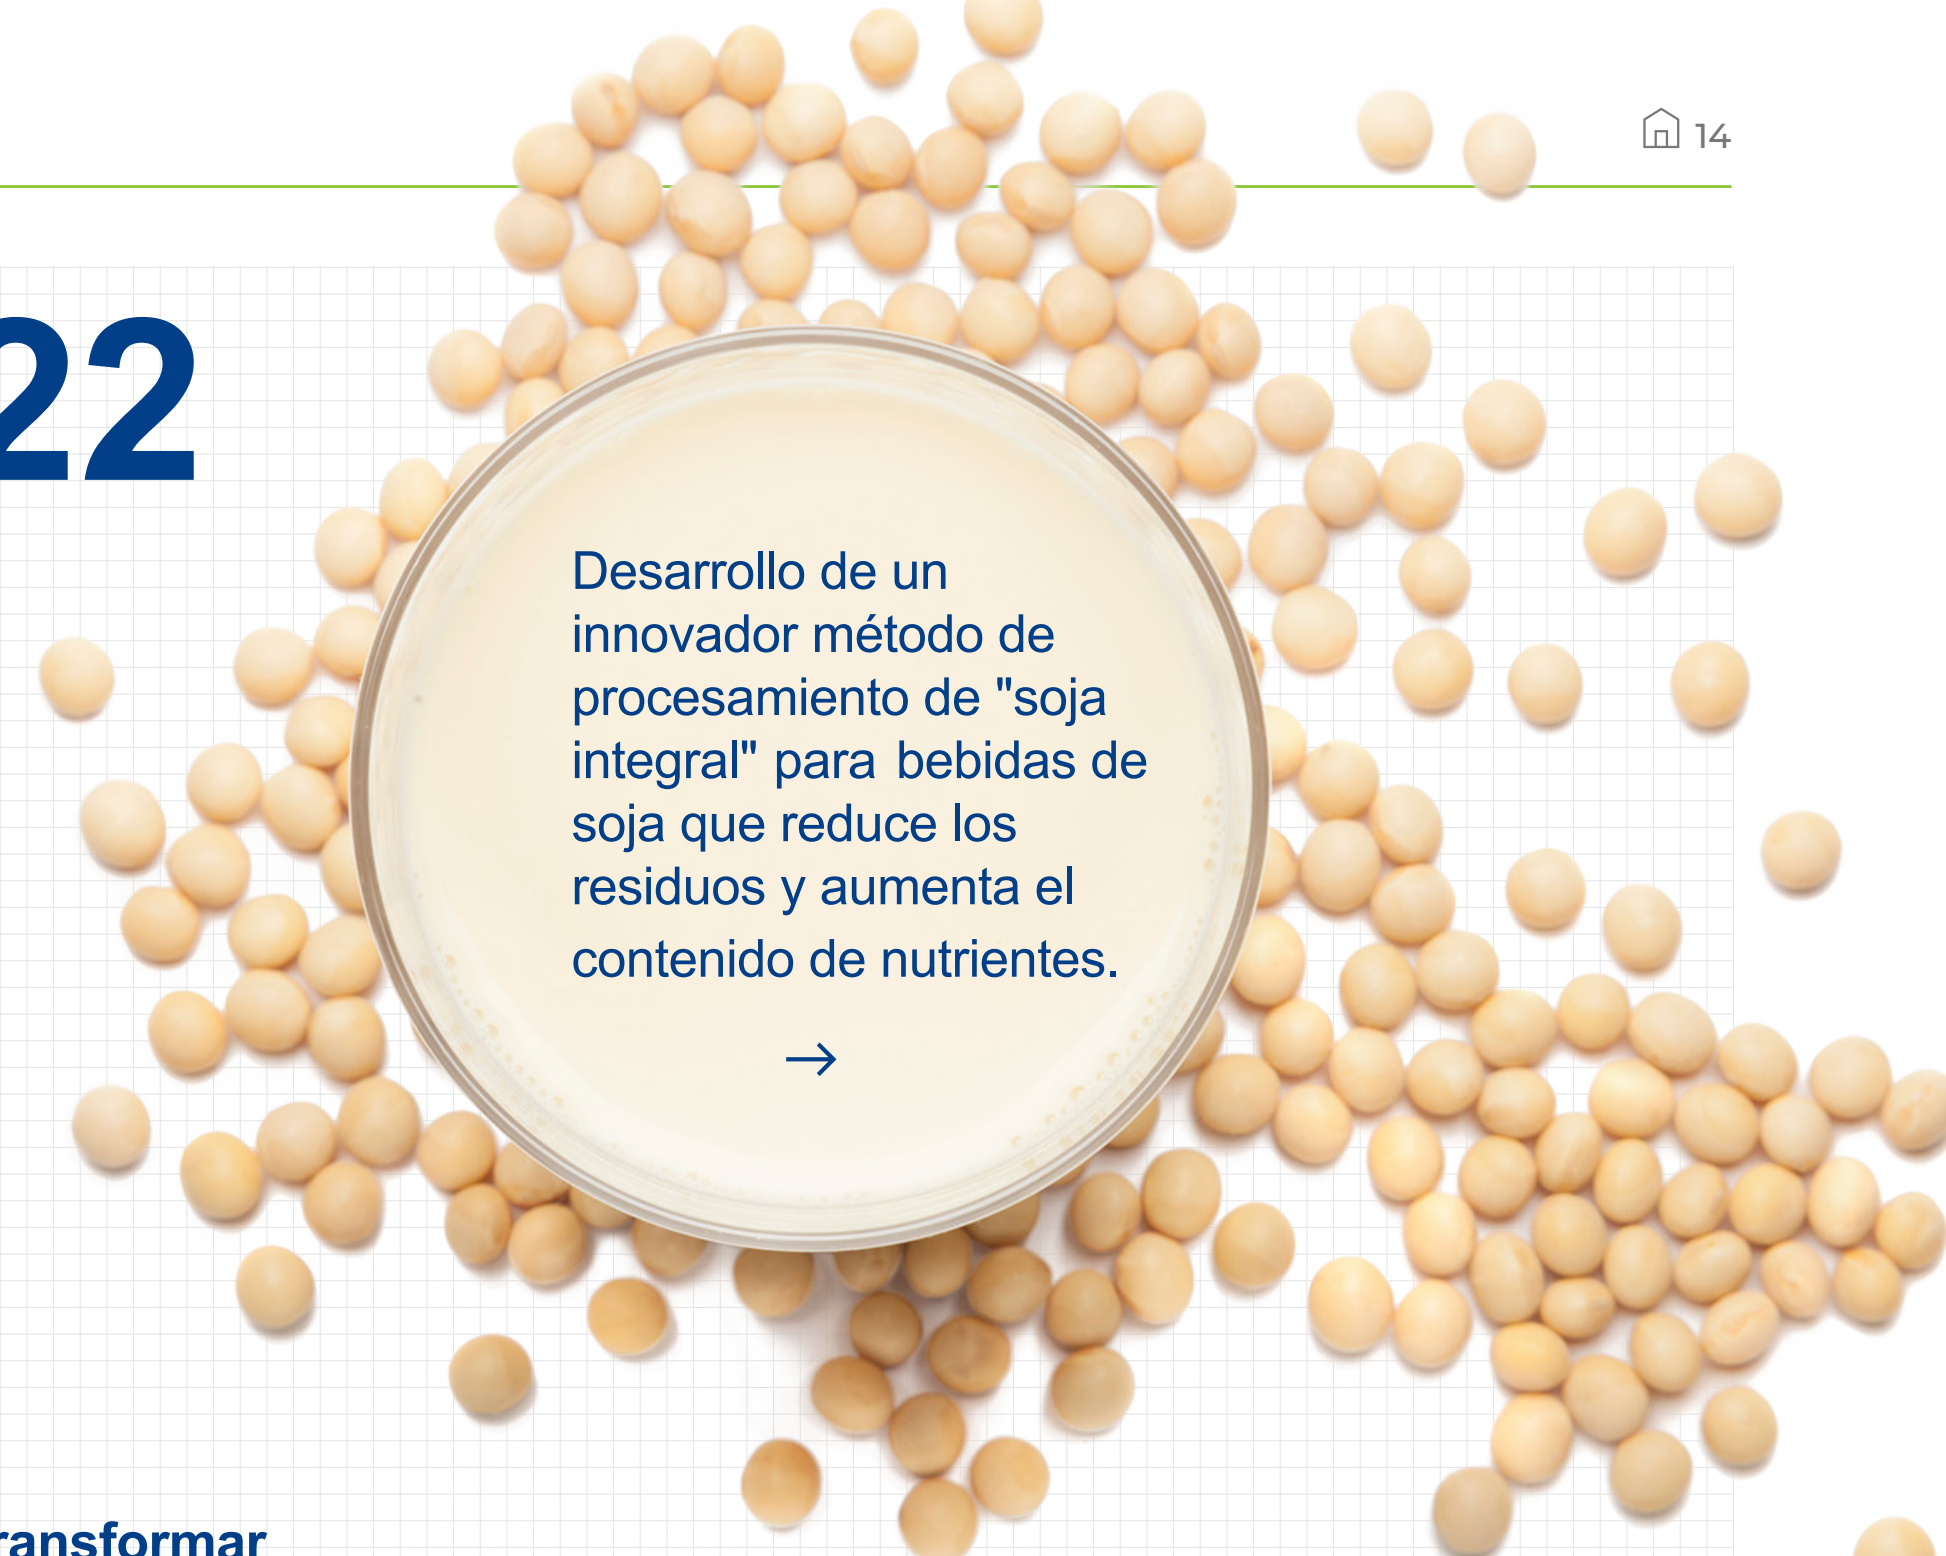 14
22
Desarrollo de un
innovador método de
procesamiento de "soja
integral" para bebidas de
soja que reduce los
residuos y aumenta el
contenido de nutrientes.
→